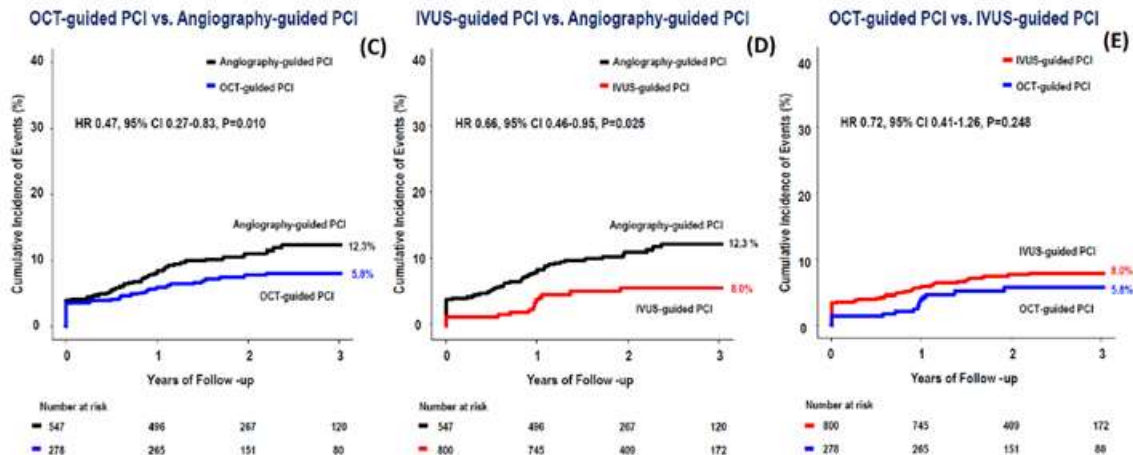 OCT-guided PCI vs. Angiography-guided PCI
(C)
Cumulative Incidence of Events (%)
40
30
20
10
0
Angiography-guided PCI
OCT-guided PCI
HR 0.47, 95% CI 0.27-0.83, P=0.010
Angiography-guided PCI
12.3%
5.8%
OCT-guided PCI
0 1 2 3
Years of Follow -up
Number at risk
547 496 267 120
278 265 151 80
IVUS-guided PCI vs. Angiography-guided PCI
(D)
Cumulative Incidence of Events (%)
40
30
20
10
0
Angiography-guided PCI
IVUS-guided PCI
HR 0.66, 95% CI 0.46-0.95, P=0.025
Angiography-guided PCI
12.3 %
8.0%
IVUS-guided PCI
0 1 2 3
Years of Follow -up
Number at risk
547 496 267 120
800 745 409 172
OCT-guided PCI vs. IVUS-guided PCI
(E)
Cumulative Incidence of Events (%)
40
30
20
10
0
IVUS-guided PCI
OCT-guided PCI
HR 0.72, 95% CI 0.41-1.26, P=0.248
IVUS-guided PCI
8.0%
5.8%
OCT-guided PCI
0 1 2 3
Years of Follow -up
Number at risk
800 745 409 172
278 265 151